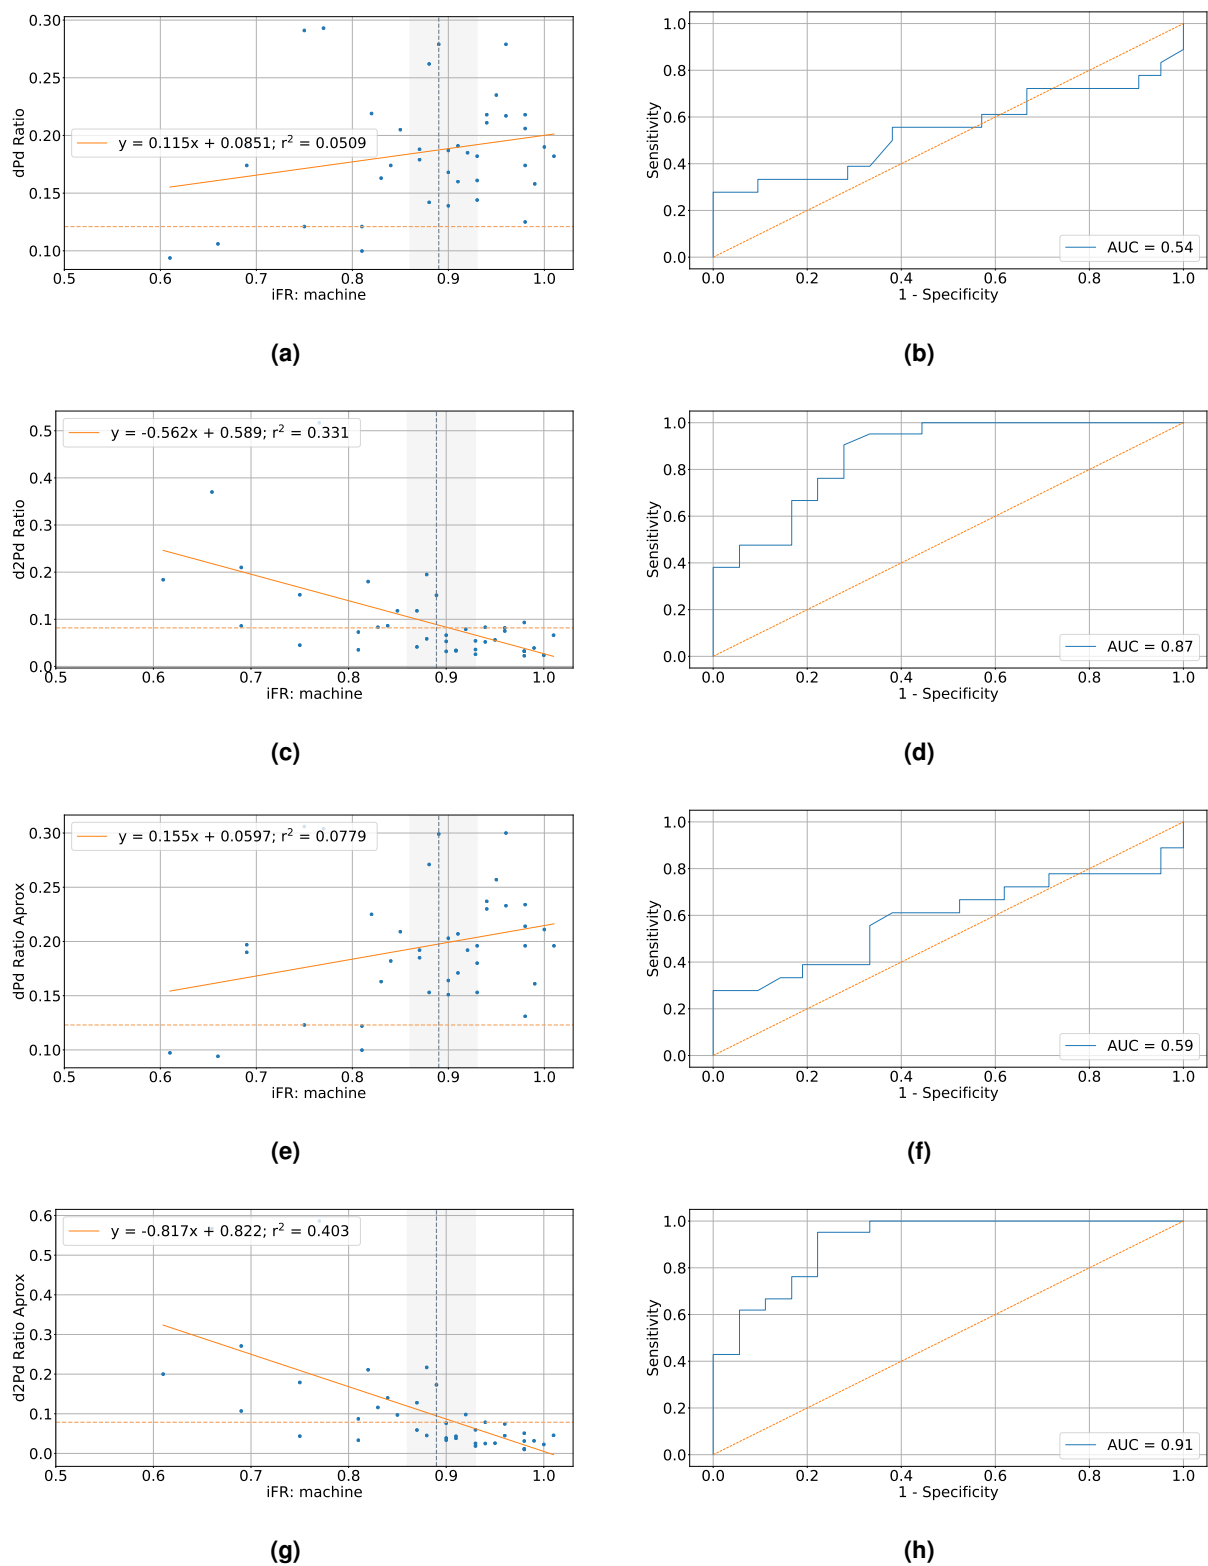 0.30
0.25
0.20
0.15
0.10
dPd Ratio
y = 0.115x + 0.0851; r² = 0.0509
0.5 0.6 0.7 0.8 0.9 1.0
iFR: machine
(a)
1.0
0.8
0.6
0.4
0.2
0.0
Sensitivity
AUC = 0.54
0.0 0.2 0.4 0.6 0.8 1.0
1 - Specificity
(b)
0.5
0.4
0.3
0.2
0.1
0.0
d2Pd Ratio
y = -0.562x + 0.589; r² = 0.331
0.5 0.6 0.7 0.8 0.9 1.0
iFR: machine
(c)
1.0
0.8
0.6
0.4
0.2
0.0
Sensitivity
AUC = 0.87
0.0 0.2 0.4 0.6 0.8 1.0
1 - Specificity
(d)
0.30
0.25
0.20
0.15
0.10
dPd Ratio Aprox
y = 0.155x + 0.0597; r² = 0.0779
0.5 0.6 0.7 0.8 0.9 1.0
iFR: machine
(e)
1.0
0.8
0.6
0.4
0.2
0.0
Sensitivity
AUC = 0.59
0.0 0.2 0.4 0.6 0.8 1.0
1 - Specificity
(f)
0.6
0.5
0.4
0.3
0.2
0.1
0.0
d2Pd Ratio Aprox
y = -0.817x + 0.822; r² = 0.403
0.5 0.6 0.7 0.8 0.9 1.0
iFR: machine
(g)
1.0
0.8
0.6
0.4
0.2
0.0
Sensitivity
AUC = 0.91
0.0 0.2 0.4 0.6 0.8 1.0
1 - Specificity
(h)